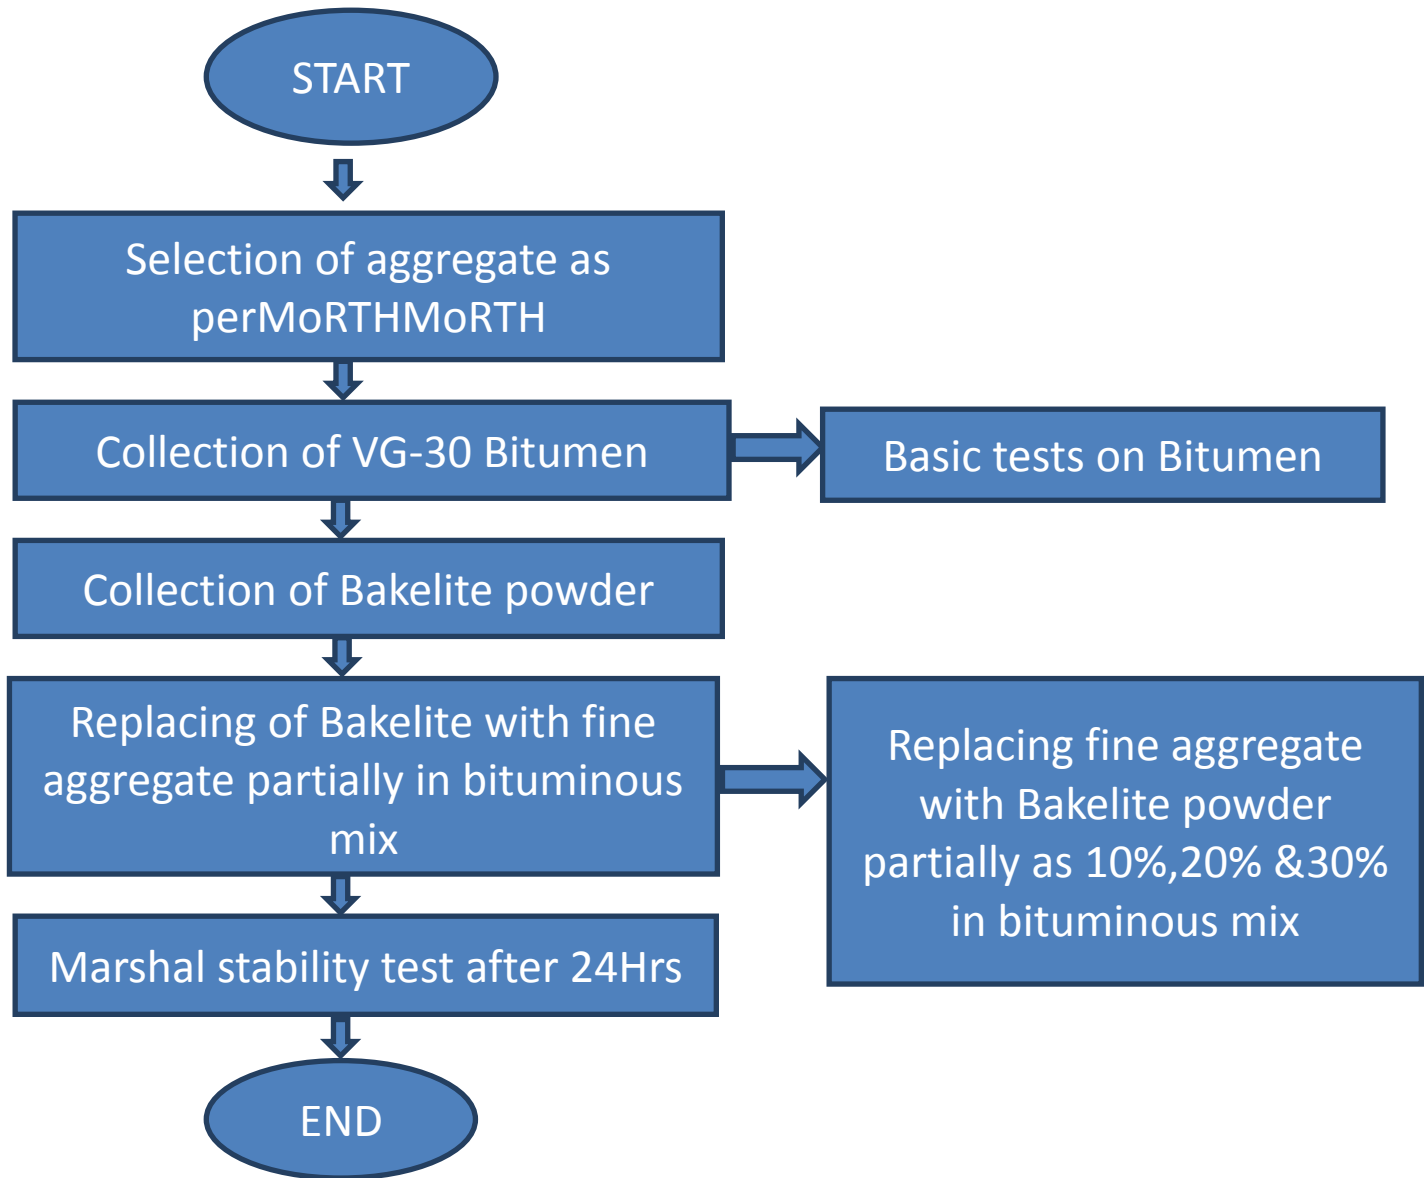 START
Selection of aggregate as
perMoRTHMoRTH
Collection of VG-30 Bitumen
Basic tests on Bitumen
Collection of Bakelite powder
Replacing of Bakelite with fine
aggregate partially in bituminous
mix
Replacing fine aggregate
with Bakelite powder
partially as 10%,20% &30%
in bituminous mix
Marshal stability test after 24Hrs
END